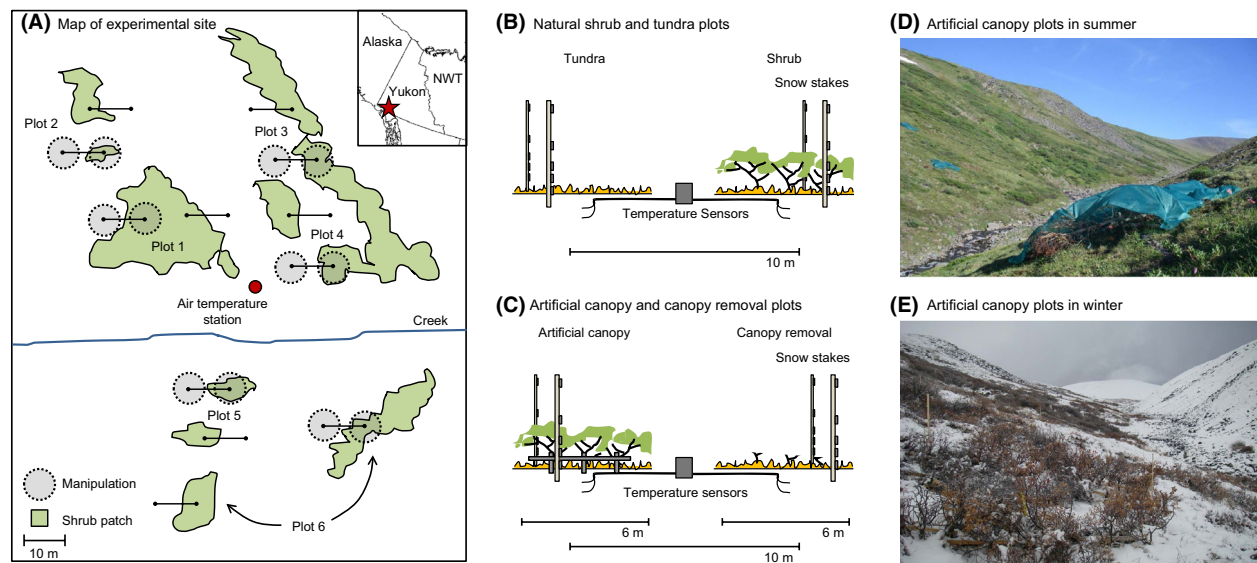 (A) Map of experimental site
Alaska
NWT
Yukon
Plot 2
Plot 3
Plot 1
Plot 4
Air temperature
station
Creek
Plot 5
Manipulation
Shrub patch
Plot 6
10 m
(B) Natural shrub and tundra plots
Tundra
Shrub
Snow stakes
Temperature Sensors
10 m
(C) Artificial canopy and canopy removal plots
Artificial canopy
Canopy removal
Snow stakes
Temperature sensors
6 m
6 m
10 m
(D) Artificial canopy plots in summer
(E) Artificial canopy plots in winter